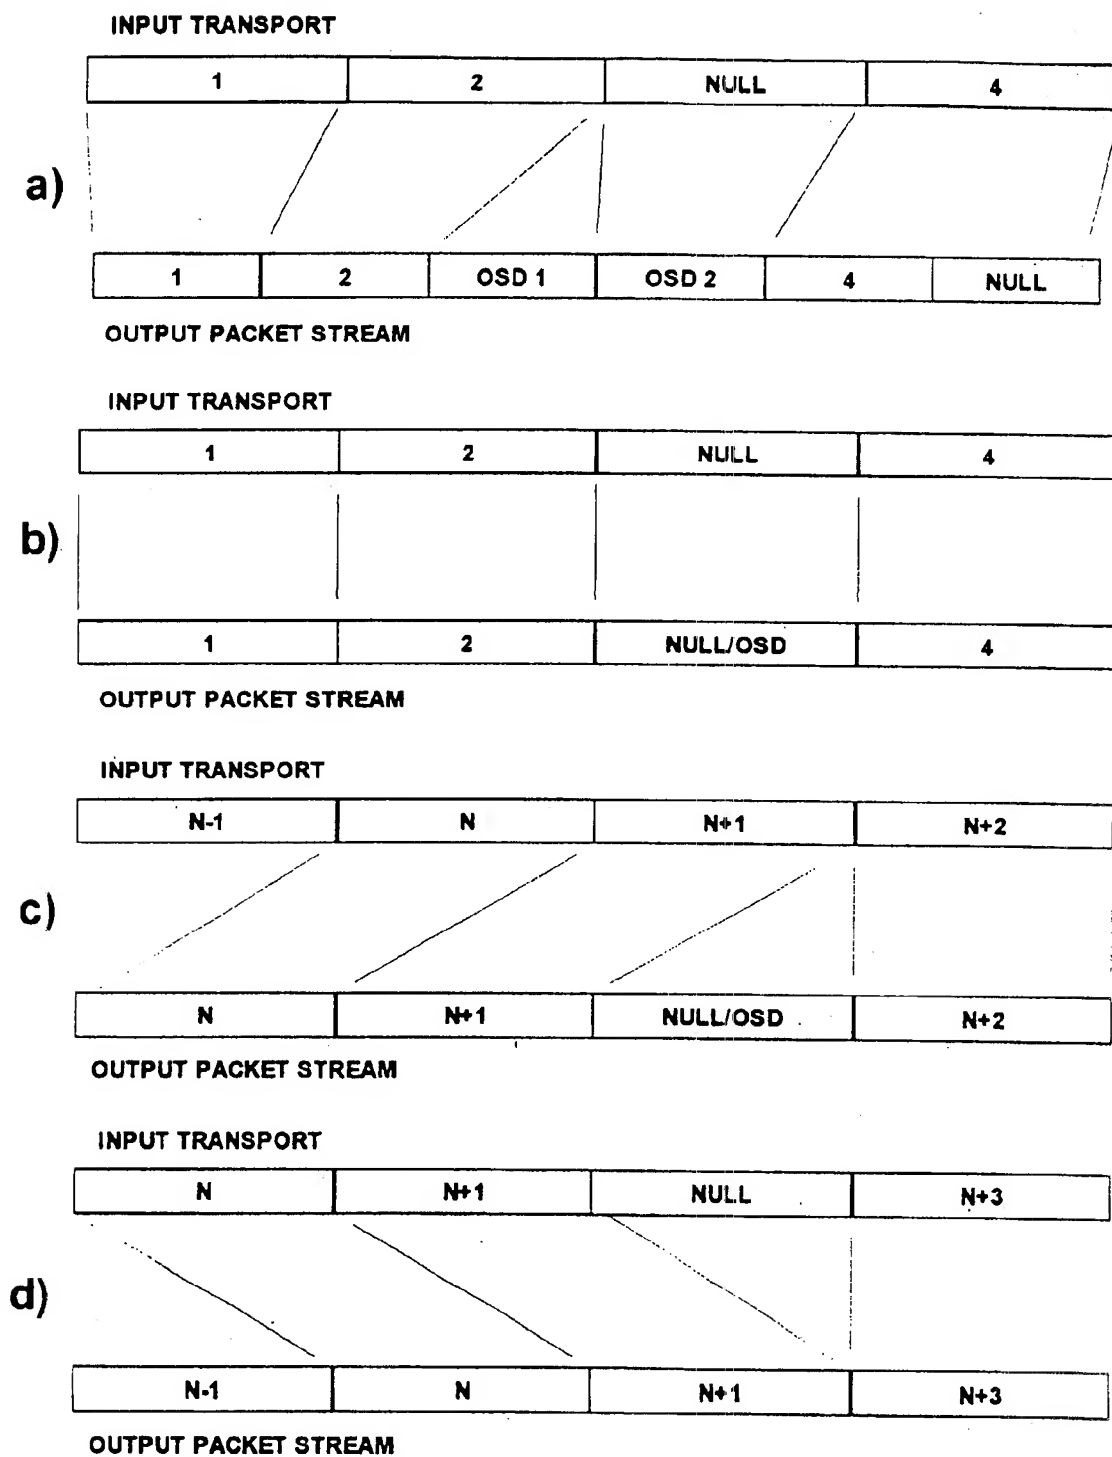 INPUT TRANSPORT
1 2 NULL 4
a)
1 2 OSD 1 OSD 2 4 NULL
OUTPUT PACKET STREAM
INPUT TRANSPORT
1 2 NULL 4
b)
1 2 NULL/OSD 4
OUTPUT PACKET STREAM
INPUT TRANSPORT
N-1 N N+1 N+2
c)
N N+1 NULL/OSD N+2
OUTPUT PACKET STREAM
INPUT TRANSPORT
N N+1 NULL N+3
d)
N-1 N N+1 N+3
OUTPUT PACKET STREAM